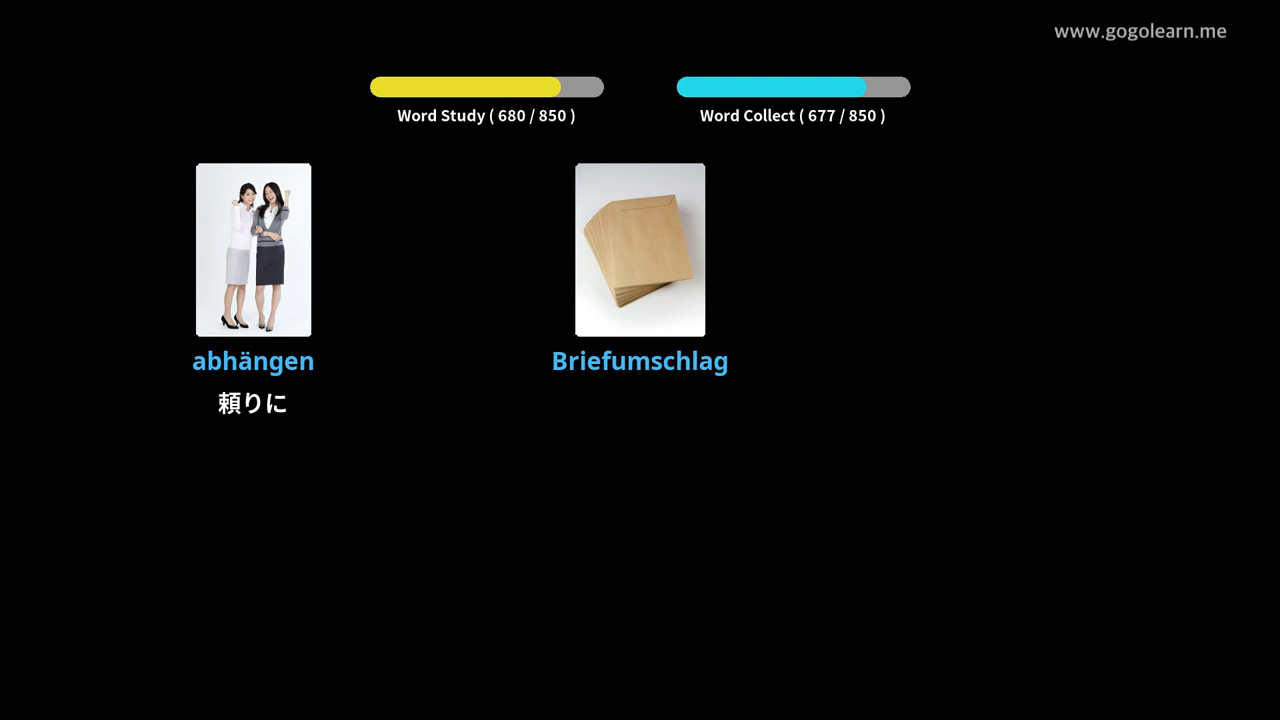 www.gogolearn.me
Word Study ( 680 / 850 )
Word Collect ( 677 / 850 )
abhängen
頼りに
Briefumschlag